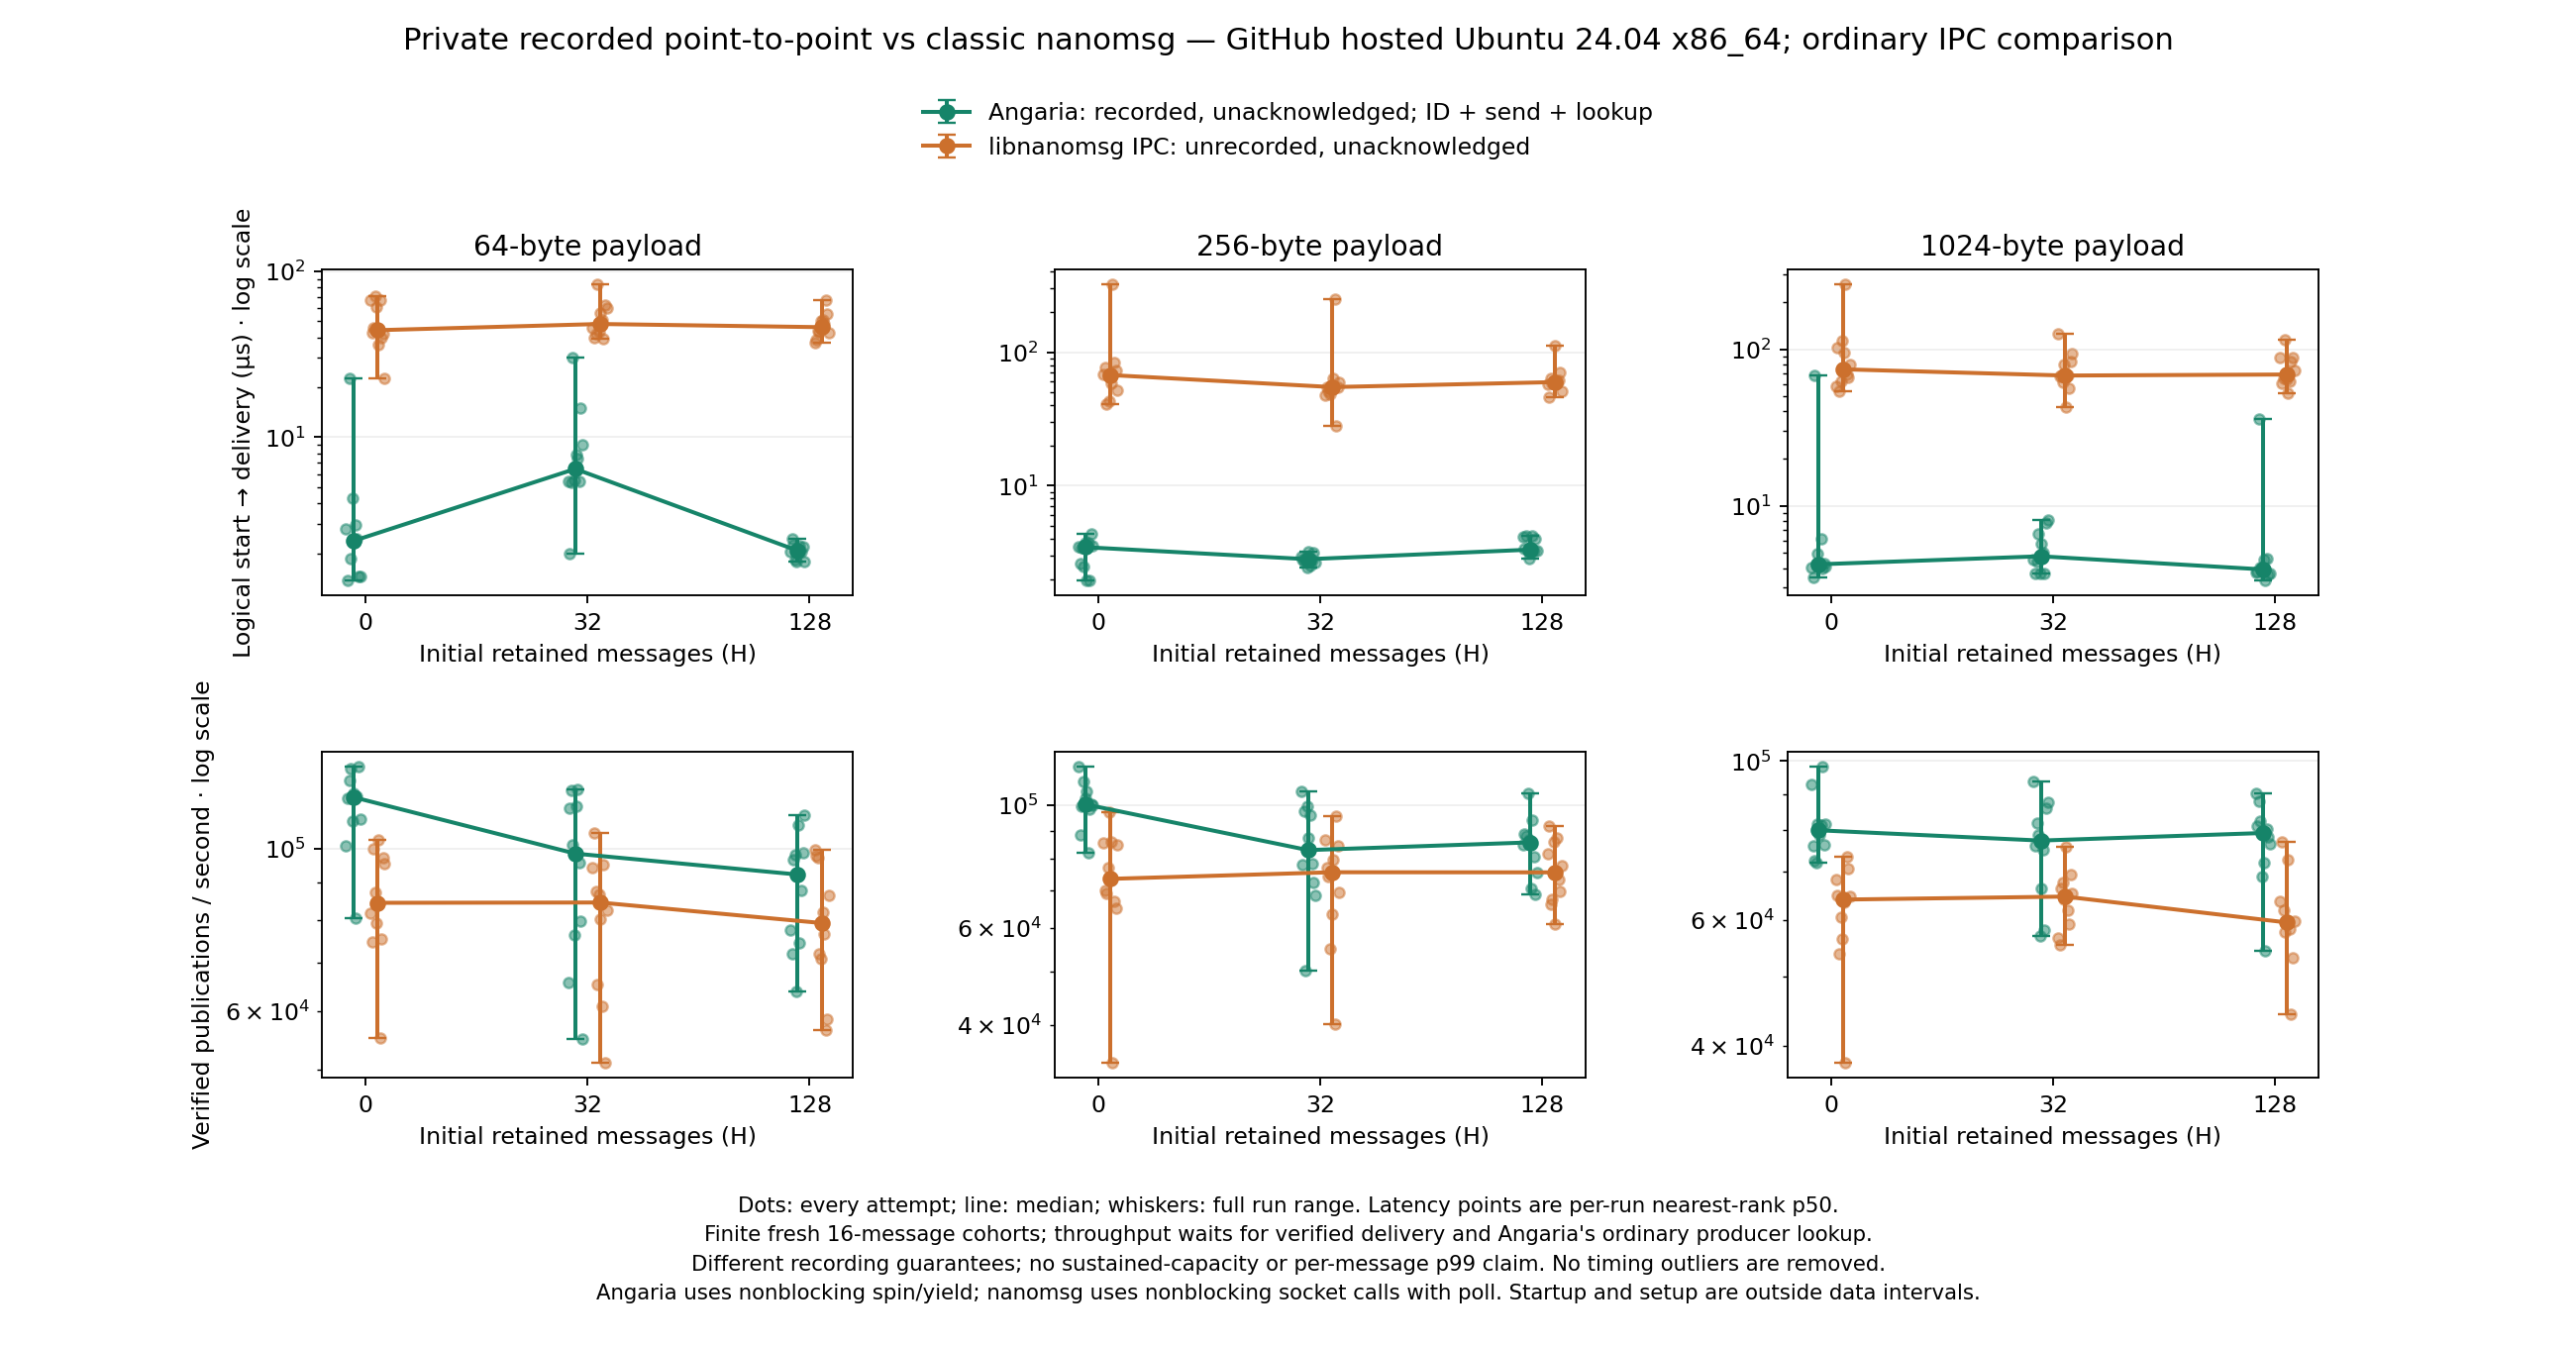 Private recorded point-to-point vs classic nanomsg — GitHub hosted Ubuntu 24.04 x86_64; ordinary IPC comparison
Angaria: recorded, unacknowledged; ID + send + lookup
libnanomsg IPC: unrecorded, unacknowledged
Logical start → delivery (µs) · log scale
64-byte payload
10²
10¹
0 32 128
Initial retained messages (H)
256-byte payload
10²
10¹
0 32 128
Initial retained messages (H)
1024-byte payload
10²
10¹
0 32 128
Initial retained messages (H)
Verified publications / second · log scale
10⁵
6 × 10⁴
0 32 128
Initial retained messages (H)
10⁵
6 × 10⁴
4 × 10⁴
0 32 128
Initial retained messages (H)
10⁵
6 × 10⁴
4 × 10⁴
0 32 128
Initial retained messages (H)
Dots: every attempt; line: median; whiskers: full run range. Latency points are per-run nearest-rank p50.
Finite fresh 16-message cohorts; throughput waits for verified delivery and Angaria's ordinary producer lookup.
Different recording guarantees; no sustained-capacity or per-message p99 claim. No timing outliers are removed.
Angaria uses nonblocking spin/yield; nanomsg uses nonblocking socket calls with poll. Startup and setup are outside data intervals.